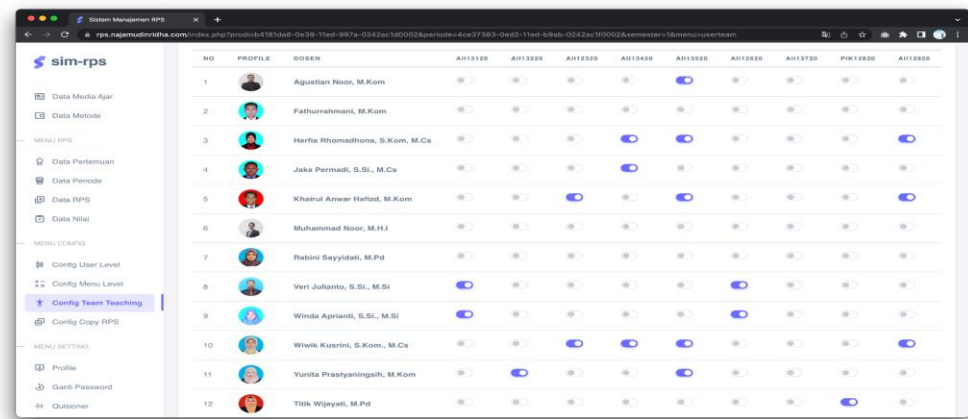 Sistem Manajemen RPS
rps.najamudinridha.com/index.php?prodi=b4181da8-0e39-11ed-997a-0242ac1d0002&periode=4ce37383-0ed2-11ed-b9ab-0242ac1f0002&semester=1&menu=userteam
sim-rps
Data Media Ajar
Data Metode
MENU RPS
Data Pertemuan
Data Periode
Data RPS
Data Nilai
MENU CONFIG
Config User Level
Config Menu Level
Config Team Teaching
Config Copy RPS
MENU SETTING
Profile
Ganti Password
Quisioner
NO PROFILE DOSEN AII13120 AII13220 AII12320 AII13420 AII13520 AII12620 AII13720 PIK12820 AII12920
1 Agustian Noor, M.Kom
2 Fathurrahmani, M.Kom
3 Herfia Rhomadhona, S.Kom, M.Cs
4 Jaka Permadi, S.Si., M.Cs
5 Khairul Anwar Hafizd, M.Kom
6 Muhammad Noor, M.H.I
7 Rabini Sayyidati, M.Pd
8 Veri Julianto, S.Si., M.Si
9 Winda Aprianti, S.Si., M.Si
10 Wiwik Kusrini, S.Kom., M.Cs
11 Yunita Prastyaningsih, M.Kom
12 Titik Wijayati, M.Pd